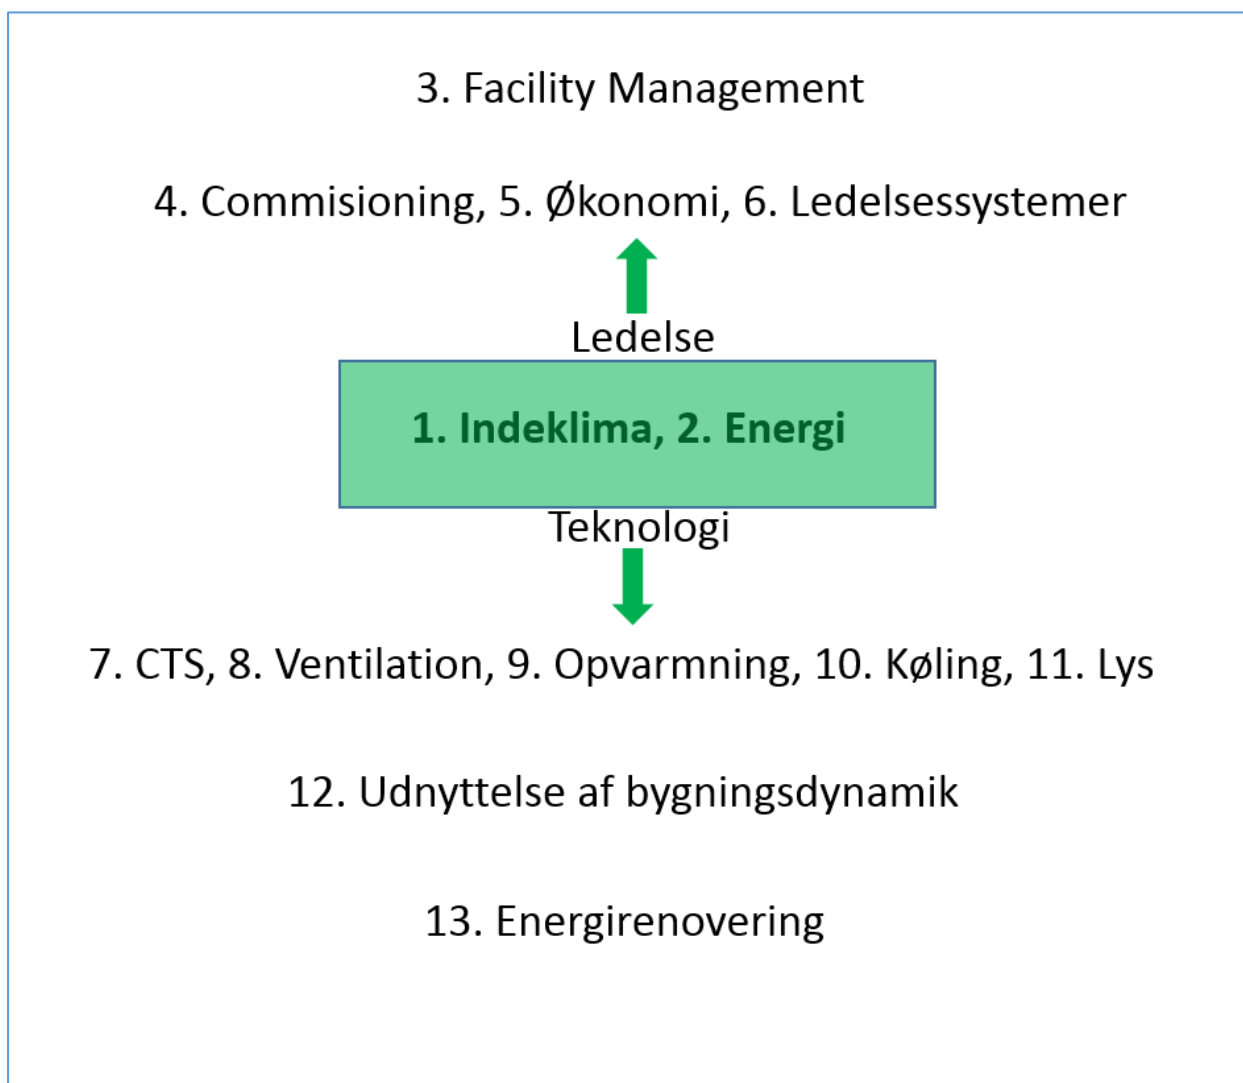 3. Facility Management
4. Commisioning, 5. Økonomi, 6. Ledelsessystemer
Ledelse
1. Indeklima, 2. Energi
Teknologi
7. CTS, 8. Ventilation, 9. Opvarmning, 10. Køling, 11. Lys
12. Udnyttelse af bygningsdynamik
13. Energirenovering